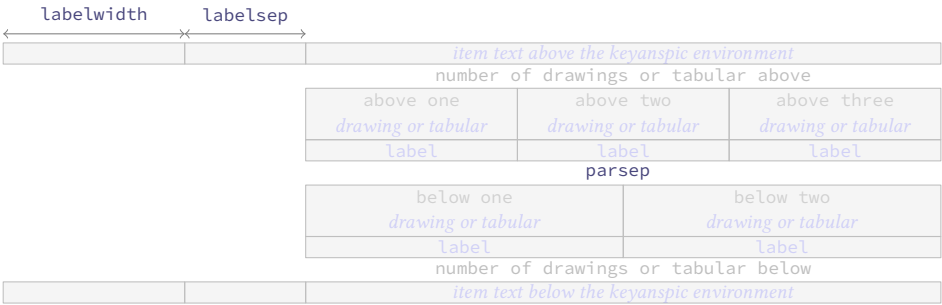 labelwidth labelsep
item text above the keyanspic environment
number of drawings or tabular above
above one above two above three
drawing or tabular drawing or tabular drawing or tabular
label label label
parsep
below one below two
drawing or tabular drawing or tabular
label label
number of drawings or tabular below
item text below the keyanspic environment